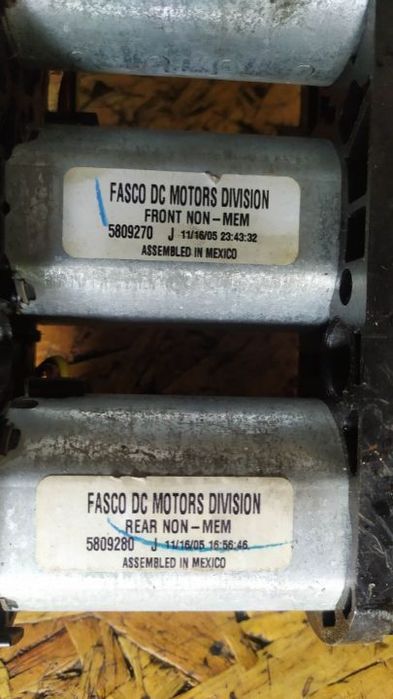 FASCO DC MOTORS DIVISION
FRONT NON-MEM
5809270 J 11/16/05 23:43:32
ASSEMBLED IN MEXICO
FASCO DC MOTORS DIVISION
REAR NON-MEM
5809280 J 11/16/05 16:56:46
ASSEMBLED IN MEXICO